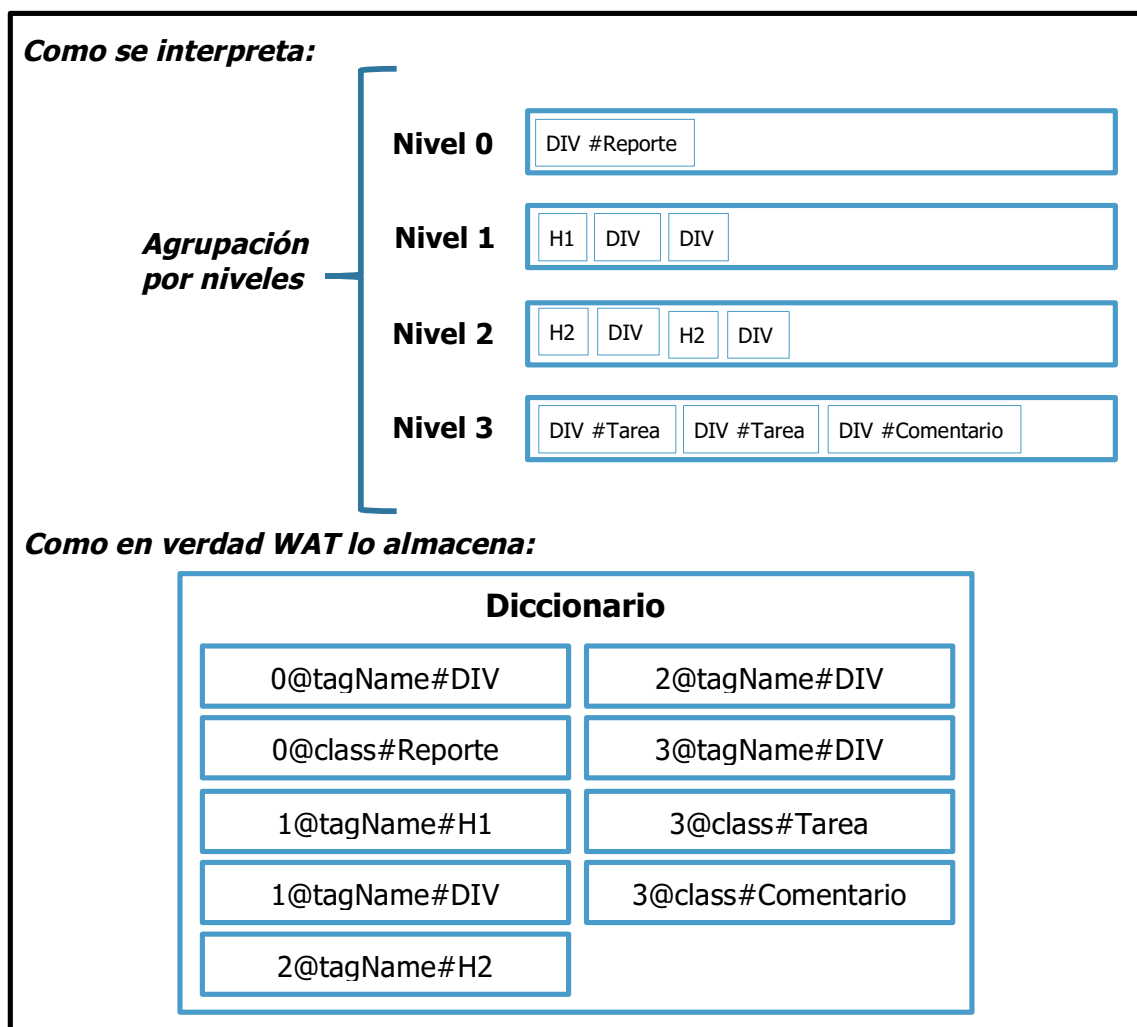 Como se interpreta:
Agrupación
por niveles
Nivel 0
DIV #Reporte
Nivel 1
H1 DIV DIV
Nivel 2
H2 DIV H2 DIV
Nivel 3
DIV #Tarea DIV #Tarea DIV #Comentario
Como en verdad WAT lo almacena:
Diccionario
0@tagName#DIV
0@class#Reporte
1@tagName#H1
1@tagName#DIV
2@tagName#H2
2@tagName#DIV
3@tagName#DIV
3@class#Tarea
3@class#Comentario